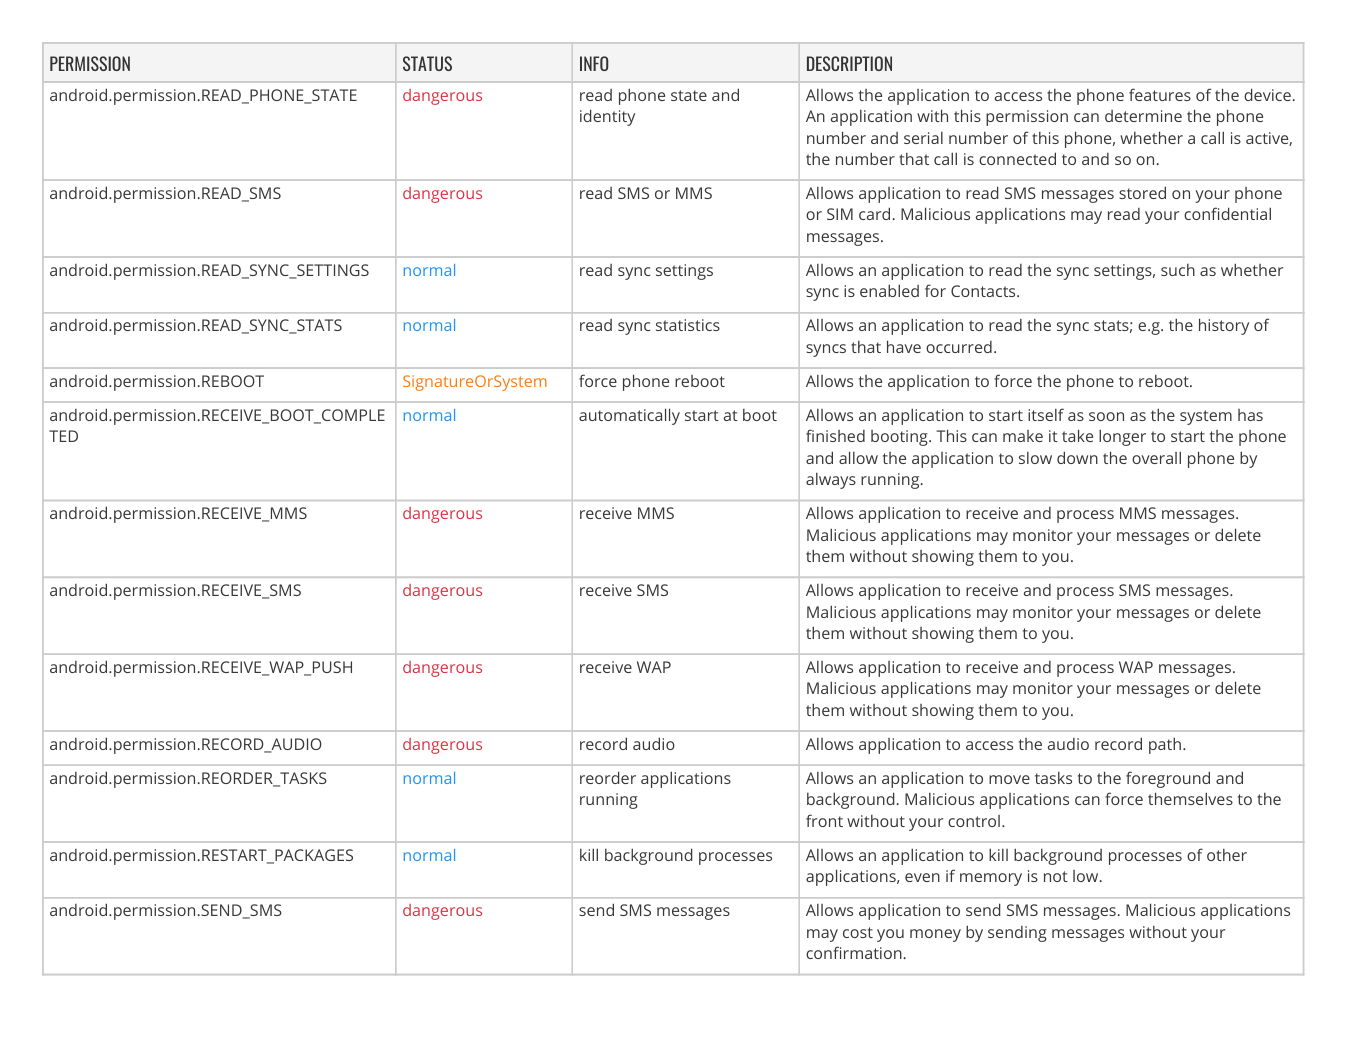 PERMISSION STATUS INFO DESCRIPTION
android.permission.READ_PHONE_STATE dangerous read phone state and Allows the application to access the phone features of the device.
identity An application with this permission can determine the phone
number and serial number of this phone, whether a call is active,
the number that call is connected to and so on.
android.permission.READ_SMS dangerous read SMS or MMS Allows application to read SMS messages stored on your phone
or SIM card. Malicious applications may read your confidential
messages.
android.permission.READ_SYNC_SETTINGS normal read sync settings Allows an application to read the sync settings, such as whether
sync is enabled for Contacts.
android.permission.READ_SYNC_STATS normal read sync statistics Allows an application to read the sync stats; e.g. the history of
syncs that have occurred.
android.permission.REBOOT SignatureOrSystem force phone reboot Allows the application to force the phone to reboot.
android.permission.RECEIVE_BOOT_COMPLE normal automatically start at boot Allows an application to start itself as soon as the system has
TED finished booting. This can make it take longer to start the phone
and allow the application to slow down the overall phone by
always running.
android.permission.RECEIVE_MMS dangerous receive MMS Allows application to receive and process MMS messages.
Malicious applications may monitor your messages or delete
them without showing them to you.
android.permission.RECEIVE_SMS dangerous receive SMS Allows application to receive and process SMS messages.
Malicious applications may monitor your messages or delete
them without showing them to you.
android.permission.RECEIVE_WAP_PUSH dangerous receive WAP Allows application to receive and process WAP messages.
Malicious applications may monitor your messages or delete
them without showing them to you.
android.permission.RECORD_AUDIO dangerous record audio Allows application to access the audio record path.
android.permission.REORDER_TASKS normal reorder applications Allows an application to move tasks to the foreground and
running background. Malicious applications can force themselves to the
front without your control.
android.permission.RESTART_PACKAGES normal kill background processes Allows an application to kill background processes of other
applications, even if memory is not low.
android.permission.SEND_SMS dangerous send SMS messages Allows application to send SMS messages. Malicious applications
may cost you money by sending messages without your
confirmation.